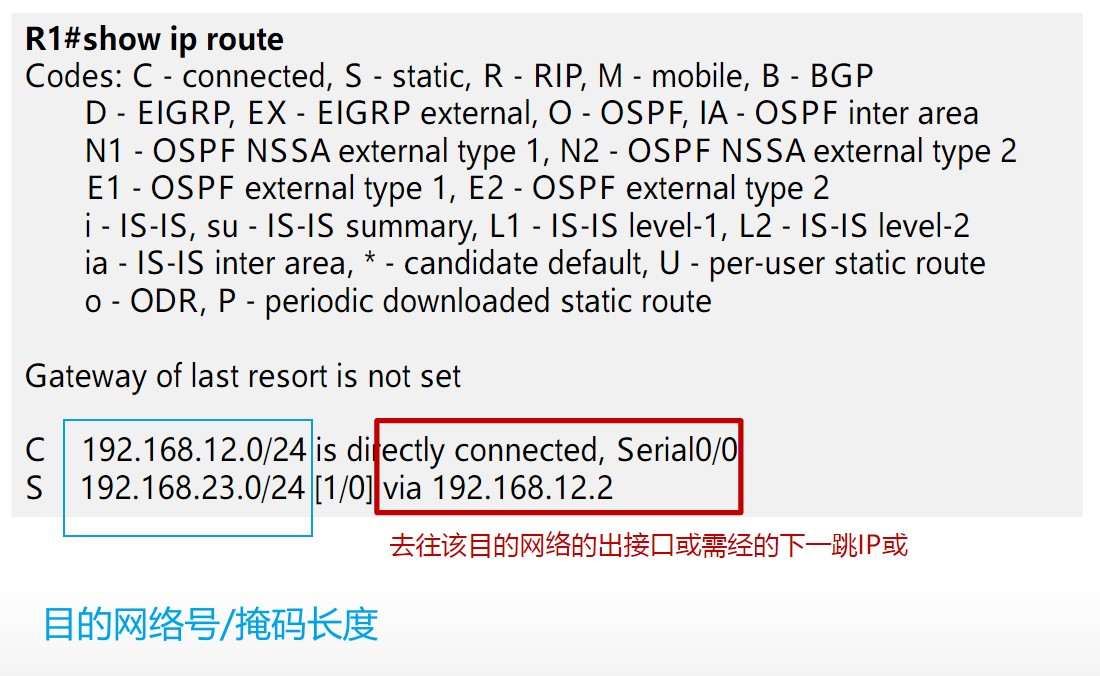 R1#show ip route
Codes: C - connected, S - static, R - RIP, M - mobile, B - BGP
D - EIGRP, EX - EIGRP external, O - OSPF, IA - OSPF inter area
N1 - OSPF NSSA external type 1, N2 - OSPF NSSA external type 2
E1 - OSPF external type 1, E2 - OSPF external type 2
i - IS-IS, su - IS-IS summary, L1 - IS-IS level-1, L2 - IS-IS level-2
ia - IS-IS inter area, * - candidate default, U - per-user static route
o - ODR, P - periodic downloaded static route
Gateway of last resort is not set
C 192.168.12.0/24 is directly connected, Serial0/0
S 192.168.23.0/24 [1/0] via 192.168.12.2
去往该目的网络的出接口或需经的下一跳IP或
目的网络号/掩码长度